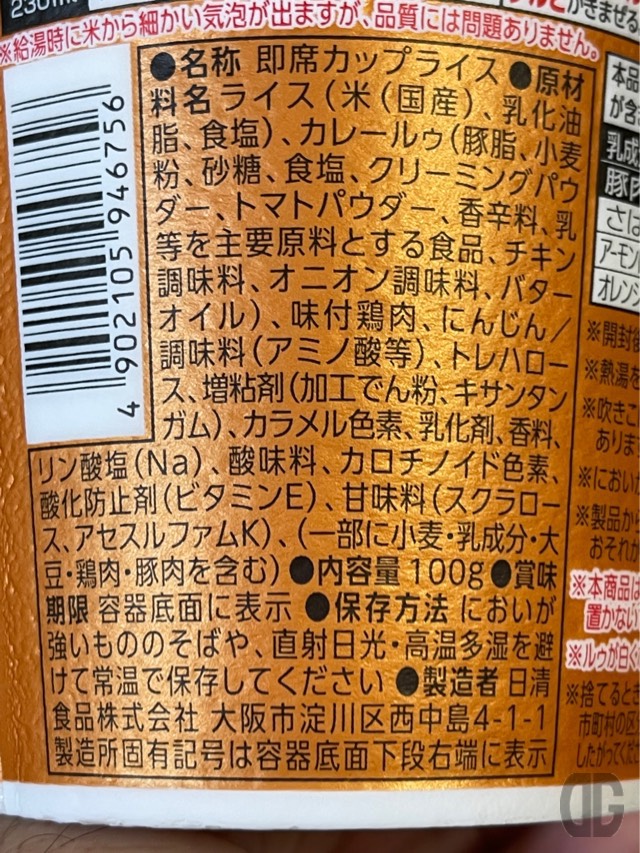 230ml
かきまぜる
※給湯時に米から細かい気泡が出ますが、品質には問題ありません。
●名称 即席カップライス ●原材
料名 ライス（米（国産）、乳化油
脂、食塩）、カレールゥ（豚脂、小麦
粉、砂糖、食塩、クリーミングパウ
ダー、トマトパウダー、香辛料、乳
等を主要原料とする食品、チキン
調味料、オニオン調味料、バター
オイル）、味付鶏肉、にんじん／
調味料（アミノ酸等）、トレハロー
ス、増粘剤（加工でん粉、キサンタン
ガム）、カラメル色素、乳化剤、香料、
リン酸塩（Na）、酸味料、カロチノイド色素、
酸化防止剤（ビタミンE）、甘味料（スクラロー
ス、アセスルファムK）、（一部に小麦・乳成分・大
豆・鶏肉・豚肉を含む） ●内容量 100g ●賞味
期限 容器底面に表示 ●保存方法 においが
強いもののそばや、直射日光・高温多湿を避
けて常温で保存してください ●製造者 日清
食品株式会社 大阪市淀川区西中島4-1-1
製造所固有記号は容器底面下段右端に表示
4 902105 946756
本品
が含
乳成
豚肉
さば
アーモン
オレンジ
※開封後
※熱湯を
※吹きこ
ありま
※におい
※製品か
おそれが
※本商品は
置かない
※ルゥが白く
※捨てると
市町村の区
したがってくだ
DG